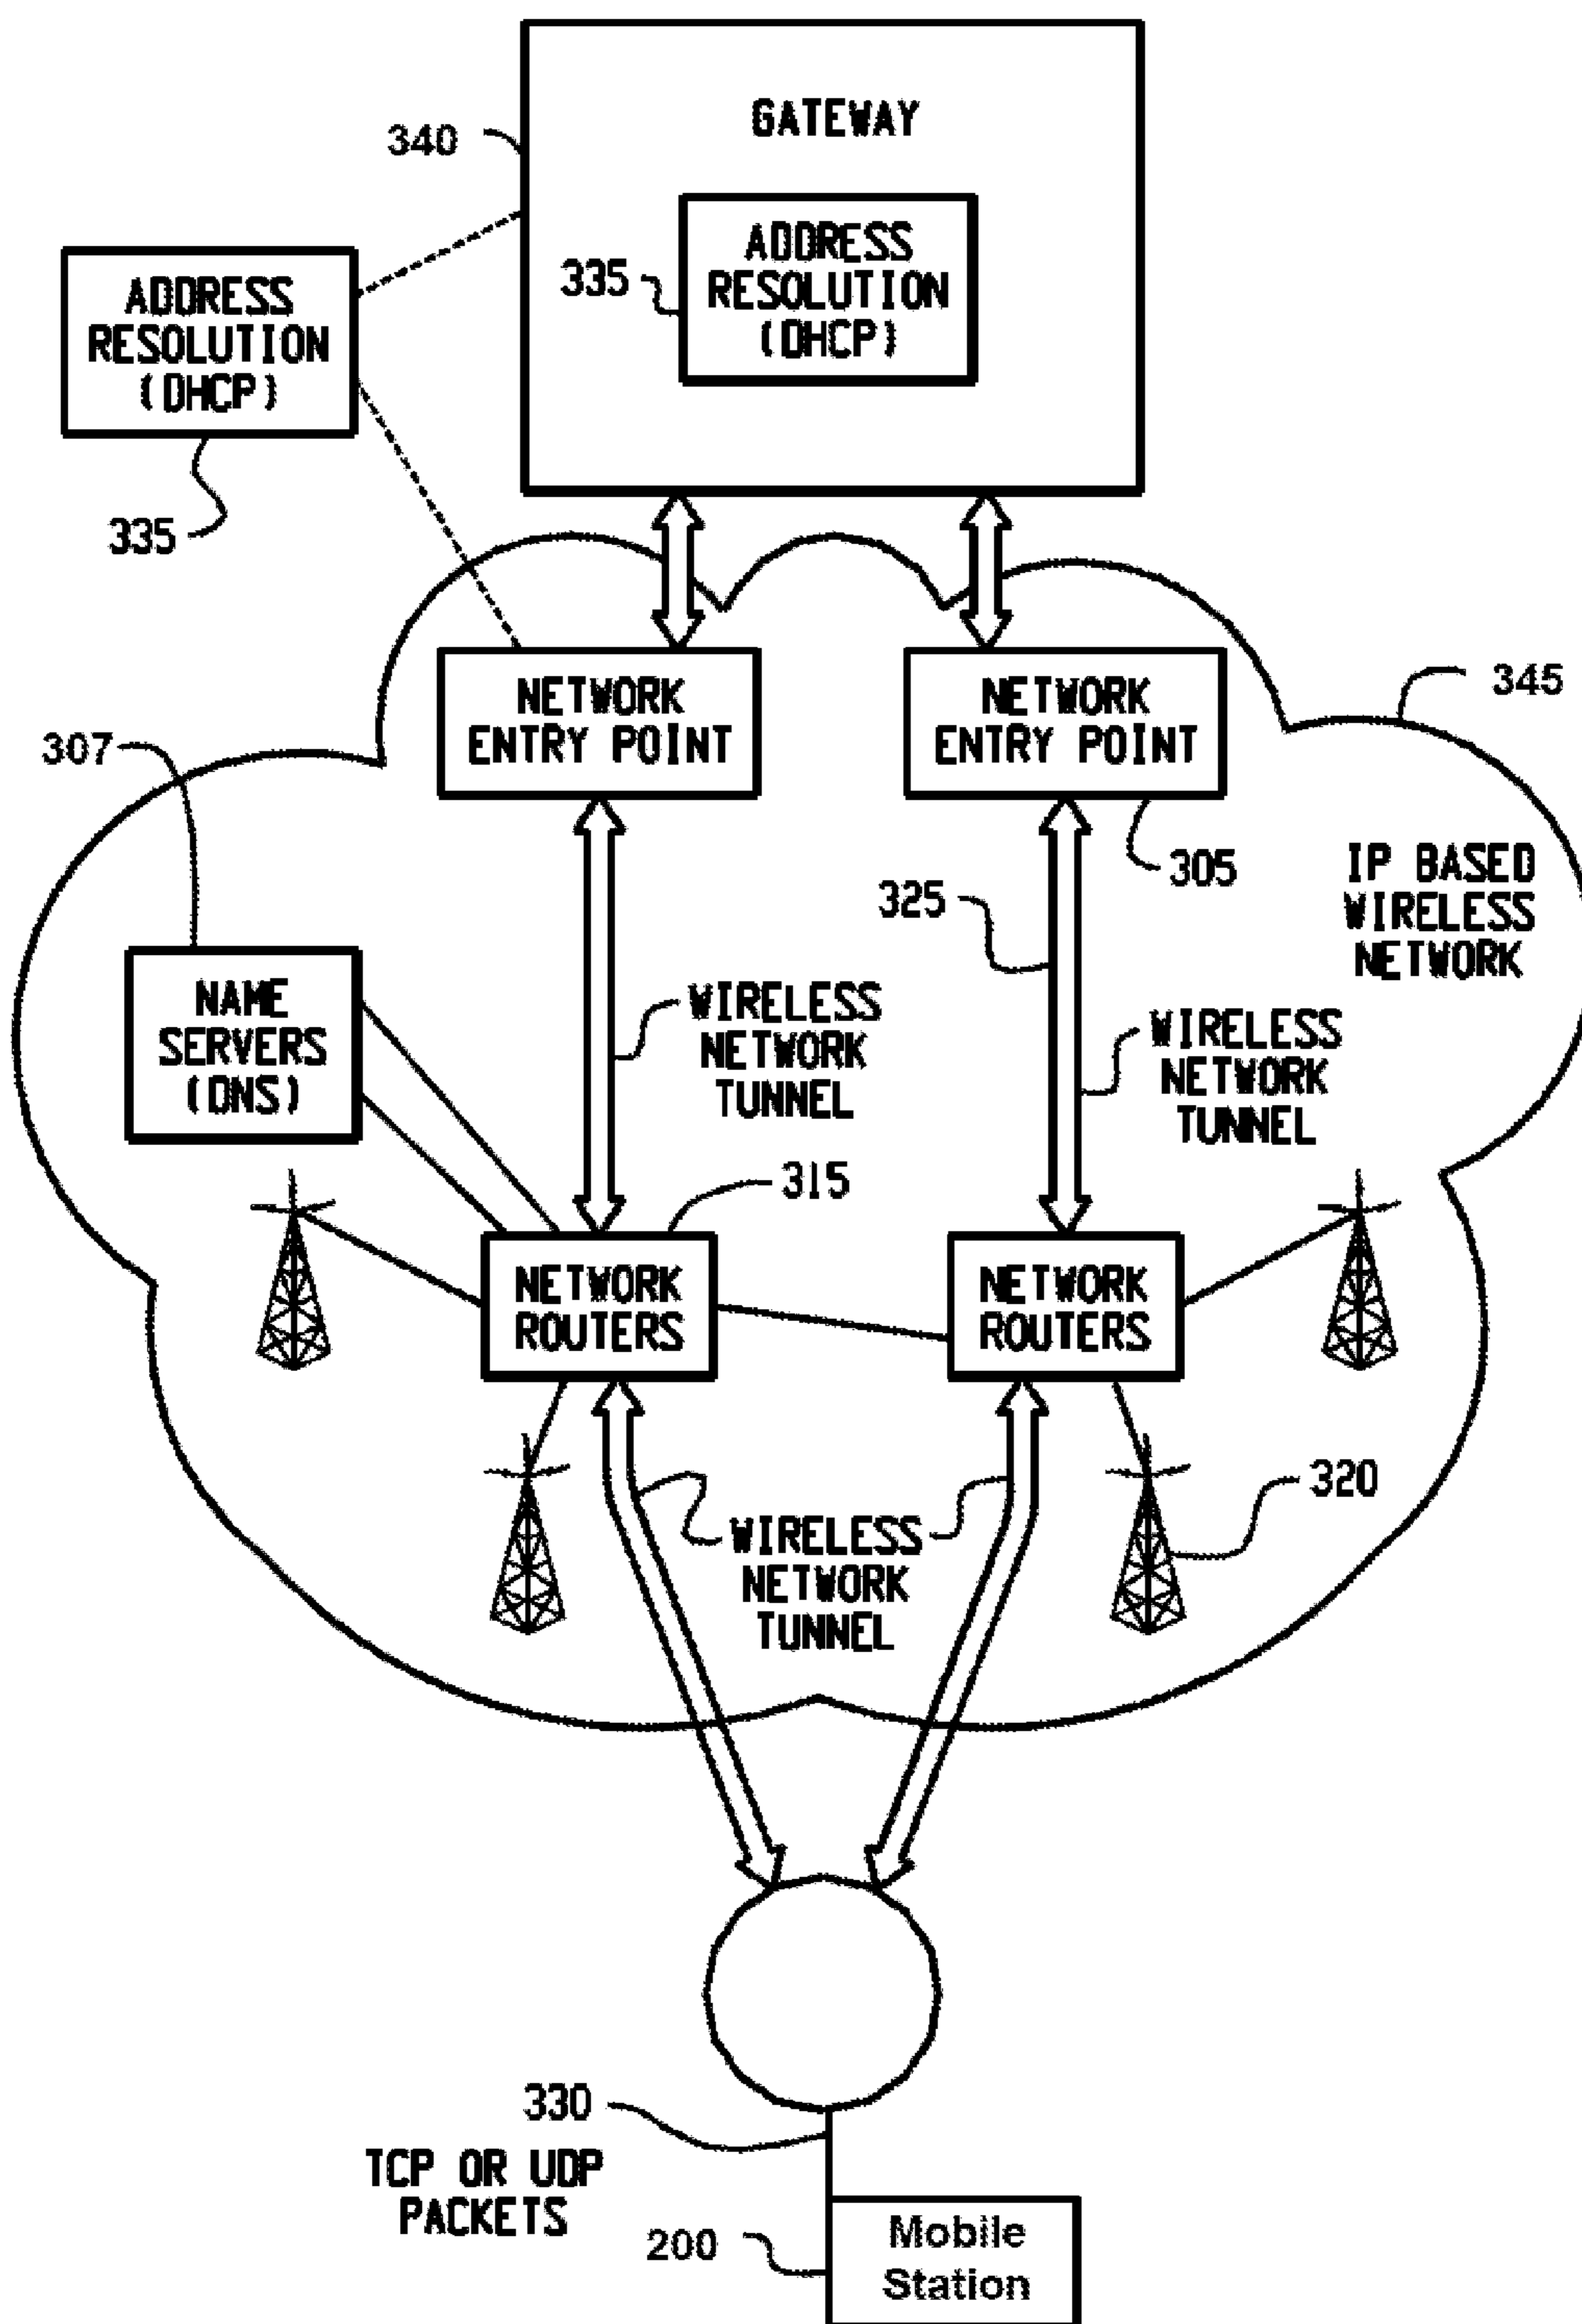 GATEWAY
340
ADDRESS
RESOLUTION
(DHCP)
335
ADDRESS
RESOLUTION
(DHCP)
335
NETWORK
ENTRY POINT
NETWORK
ENTRY POINT
345
307
305
325
IP BASED
WIRELESS
NETWORK
NAME
SERVERS
(DNS)
WIRELESS
NETWORK
TUNNEL
WIRELESS
NETWORK
TUNNEL
315
NETWORK
ROUTERS
NETWORK
ROUTERS
320
WIRELESS
NETWORK
TUNNEL
330
TCP OR UDP
PACKETS
200
Mobile
Station